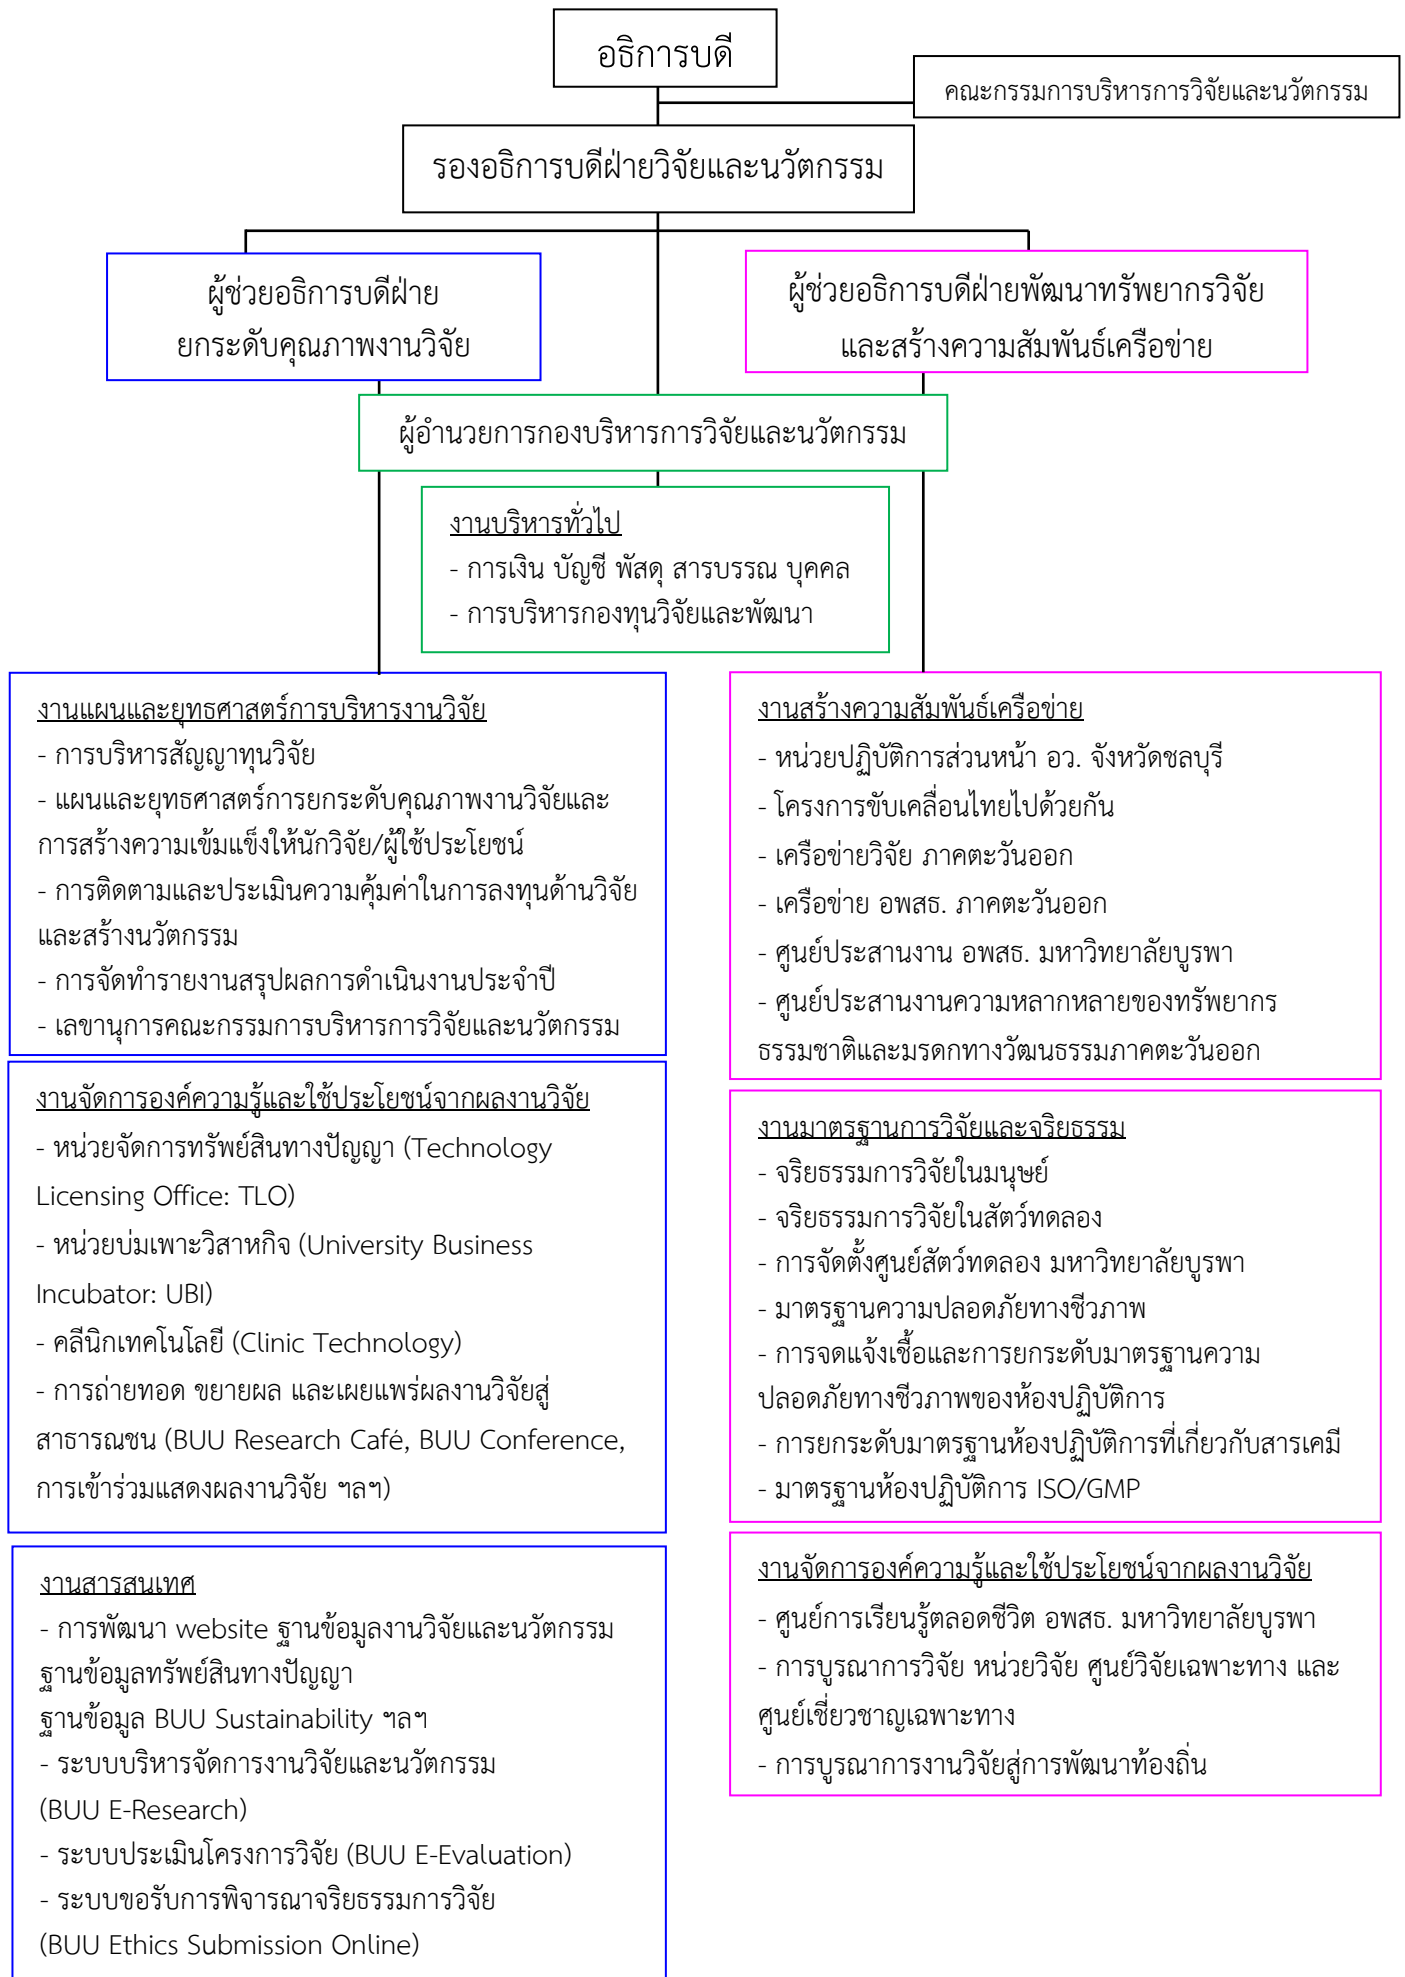 อธิการบดี
คณะกรรมการบริหารการวิจัยและนวัตกรรม
รองอธิการบดีฝ่ายวิจัยและนวัตกรรม
ผู้ช่วยอธิการบดีฝ่าย
ยกระดับคุณภาพงานวิจัย
ผู้ช่วยอธิการบดีฝ่ายพัฒนาทรัพยากรวิจัย
และสร้างความสัมพันธ์เครือข่าย
ผู้อำนวยการกองบริหารการวิจัยและนวัตกรรม
งานบริหารทั่วไป
- การเงิน บัญชี พัสดุ สารบรรณ บุคคล
- การบริหารกองทุนวิจัยและพัฒนา
งานแผนและยุทธศาสตร์การบริหารงานวิจัย
- การบริหารสัญญาทุนวิจัย
- แผนและยุทธศาสตร์การยกระดับคุณภาพงานวิจัยและ
การสร้างความเข้มแข็งให้นักวิจัย/ผู้ใช้ประโยชน์
- การติดตามและประเมินความคุ้มค่าในการลงทุนด้านวิจัย
และสร้างนวัตกรรม
- การจัดทำรายงานสรุปผลการดำเนินงานประจำปี
- เลขานุการคณะกรรมการบริหารการวิจัยและนวัตกรรม
งานจัดการองค์ความรู้และใช้ประโยชน์จากผลงานวิจัย
- หน่วยจัดการทรัพย์สินทางปัญญา (Technology
Licensing Office: TLO)
- หน่วยบ่มเพาะวิสาหกิจ (University Business
Incubator: UBI)
- คลีนิกเทคโนโลยี (Clinic Technology)
- การถ่ายทอด ขยายผล และเผยแพร่ผลงานวิจัยสู่
สาธารณชน (BUU Research Café, BUU Conference,
การเข้าร่วมแสดงผลงานวิจัย ฯลฯ)
งานสารสนเทศ
- การพัฒนา website ฐานข้อมูลงานวิจัยและนวัตกรรม
ฐานข้อมูลทรัพย์สินทางปัญญา
ฐานข้อมูล BUU Sustainability ฯลฯ
- ระบบบริหารจัดการงานวิจัยและนวัตกรรม
(BUU E-Research)
- ระบบประเมินโครงการวิจัย (BUU E-Evaluation)
- ระบบขอรับการพิจารณาจริยธรรมการวิจัย
(BUU Ethics Submission Online)
งานสร้างความสัมพันธ์เครือข่าย
- หน่วยปฏิบัติการส่วนหน้า อว. จังหวัดชลบุรี
- โครงการขับเคลื่อนไทยไปด้วยกัน
- เครือข่ายวิจัย ภาคตะวันออก
- เครือข่าย อพสธ. ภาคตะวันออก
- ศูนย์ประสานงาน อพสธ. มหาวิทยาลัยบูรพา
- ศูนย์ประสานงานความหลากหลายของทรัพยากร
ธรรมชาติและมรดกทางวัฒนธรรมภาคตะวันออก
งานมาตรฐานการวิจัยและจริยธรรม
- จริยธรรมการวิจัยในมนุษย์
- จริยธรรมการวิจัยในสัตว์ทดลอง
- การจัดตั้งศูนย์สัตว์ทดลอง มหาวิทยาลัยบูรพา
- มาตรฐานความปลอดภัยทางชีวภาพ
- การจดแจ้งเชื้อและการยกระดับมาตรฐานความ
ปลอดภัยทางชีวภาพของห้องปฏิบัติการ
- การยกระดับมาตรฐานห้องปฏิบัติการที่เกี่ยวกับสารเคมี
- มาตรฐานห้องปฏิบัติการ ISO/GMP
งานจัดการองค์ความรู้และใช้ประโยชน์จากผลงานวิจัย
- ศูนย์การเรียนรู้ตลอดชีวิต อพสธ. มหาวิทยาลัยบูรพา
- การบูรณาการวิจัย หน่วยวิจัย ศูนย์วิจัยเฉพาะทาง และ
ศูนย์เชี่ยวชาญเฉพาะทาง
- การบูรณาการงานวิจัยสู่การพัฒนาท้องถิ่น